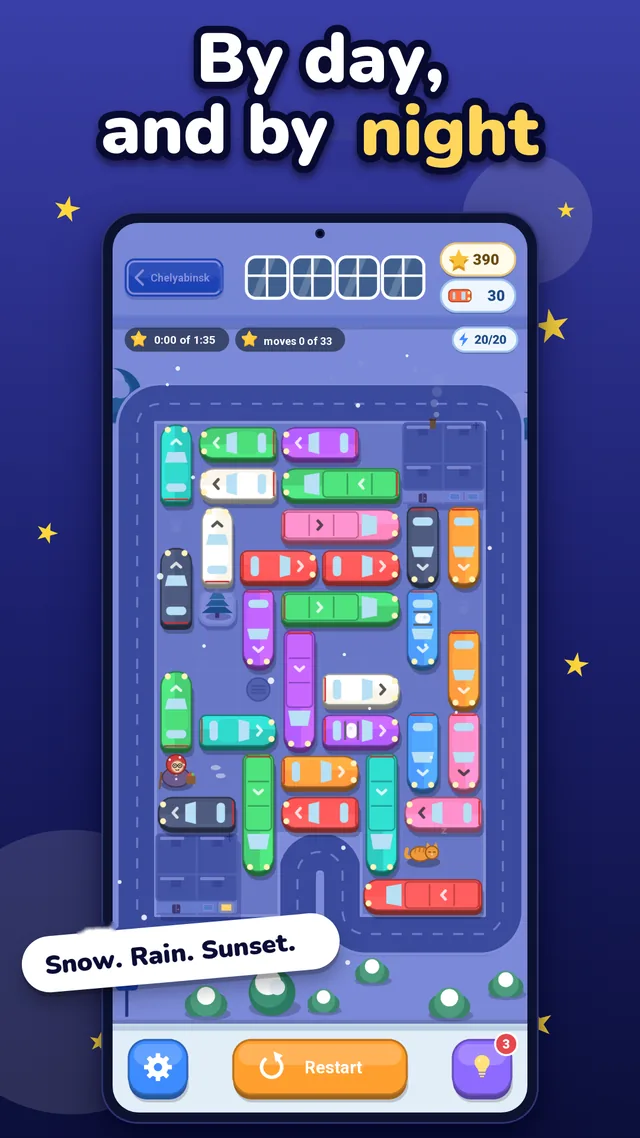 By day,
and by night
Chelyabinsk
390
30
0:00 of 1:35
moves 0 of 33
20/20
Snow. Rain. Sunset.
Restart
3